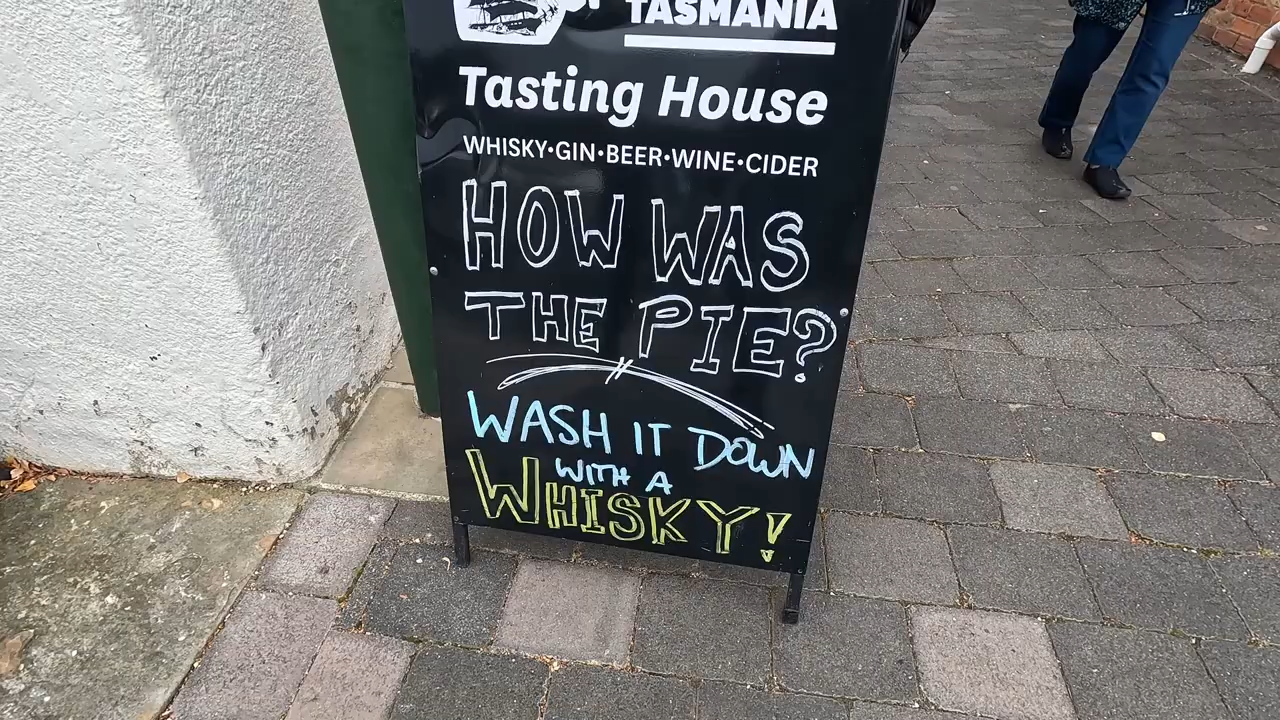 TASMANIA
Tasting House
WHISKY•GIN•BEER•WINE•CIDER
HOW WAS
THE PIE?
WASH IT DOWN
WITH A
WHISKY!